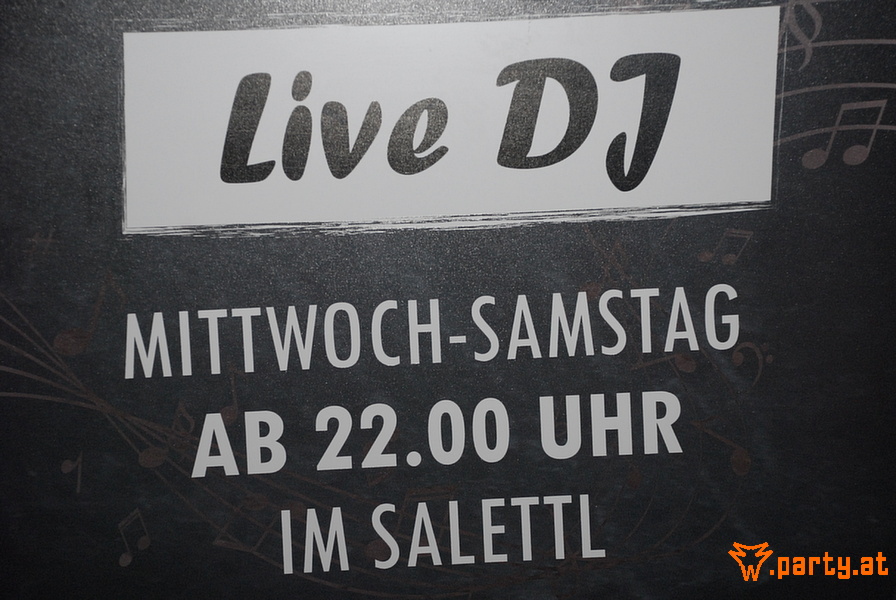 Live DJ
MITTWOCH-SAMSTAG
AB 22.00 UHR
IM SALETTL
.party.at